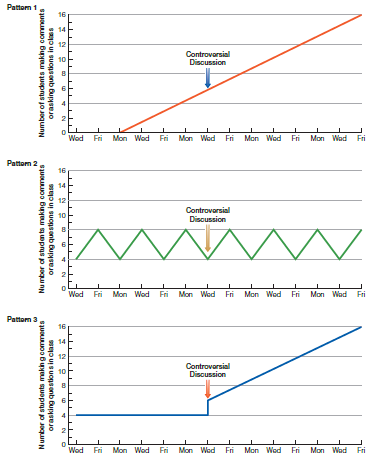 Pattern 1
Number of students making comments
or asking questions in class
16
14
12
10
8
6
4
2
0
Controversial
Discussion
Wed Fri Mon Wed Fri Mon Wed Fri Mon Wed Fri Mon Wed Fri
Pattern 2
Number of students making comments
or asking questions in class
16
14
12
10
8
6
4
2
0
Controversial
Discussion
Wed Fri Mon Wed Fri Mon Wed Fri Mon Wed Fri Mon Wed Fri
Pattern 3
Number of students making comments
or asking questions in class
16
14
12
10
8
6
4
2
0
Controversial
Discussion
Wed Fri Mon Wed Fri Mon Wed Fri Mon Wed Fri Mon Wed Fri